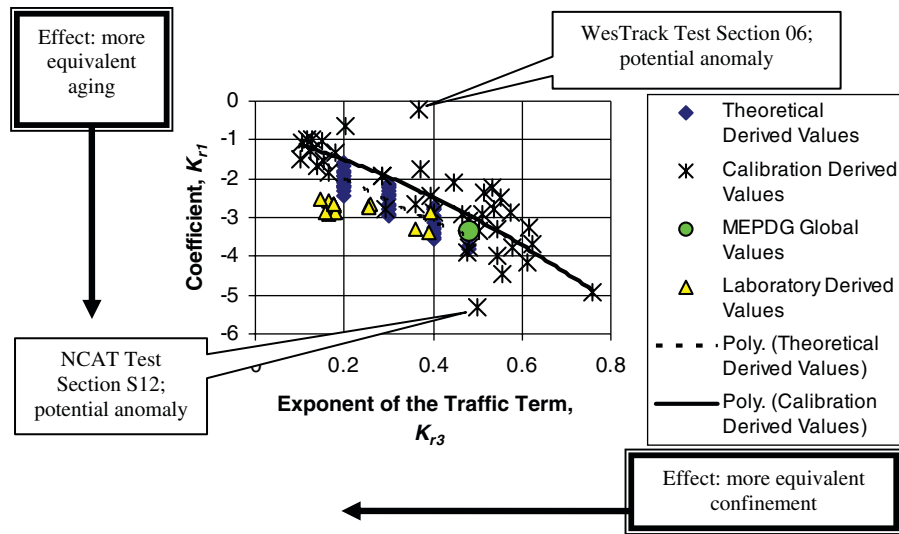 Effect: more
equivalent
aging
WesTrack Test Section 06;
potential anomaly
Coefficient, Kr1
0
-1
-2
-3
-4
-5
-6
0
0.2
0.4
0.6
0.8
Exponent of the Traffic Term,
Kr3
NCAT Test
Section S12;
potential anomaly
Theoretical
Derived Values
Calibration Derived
Values
MEPDG Global
Values
Laboratory Derived
Values
Poly. (Theoretical
Derived Values)
Poly. (Calibration
Derived Values)
Effect: more equivalent
confinement